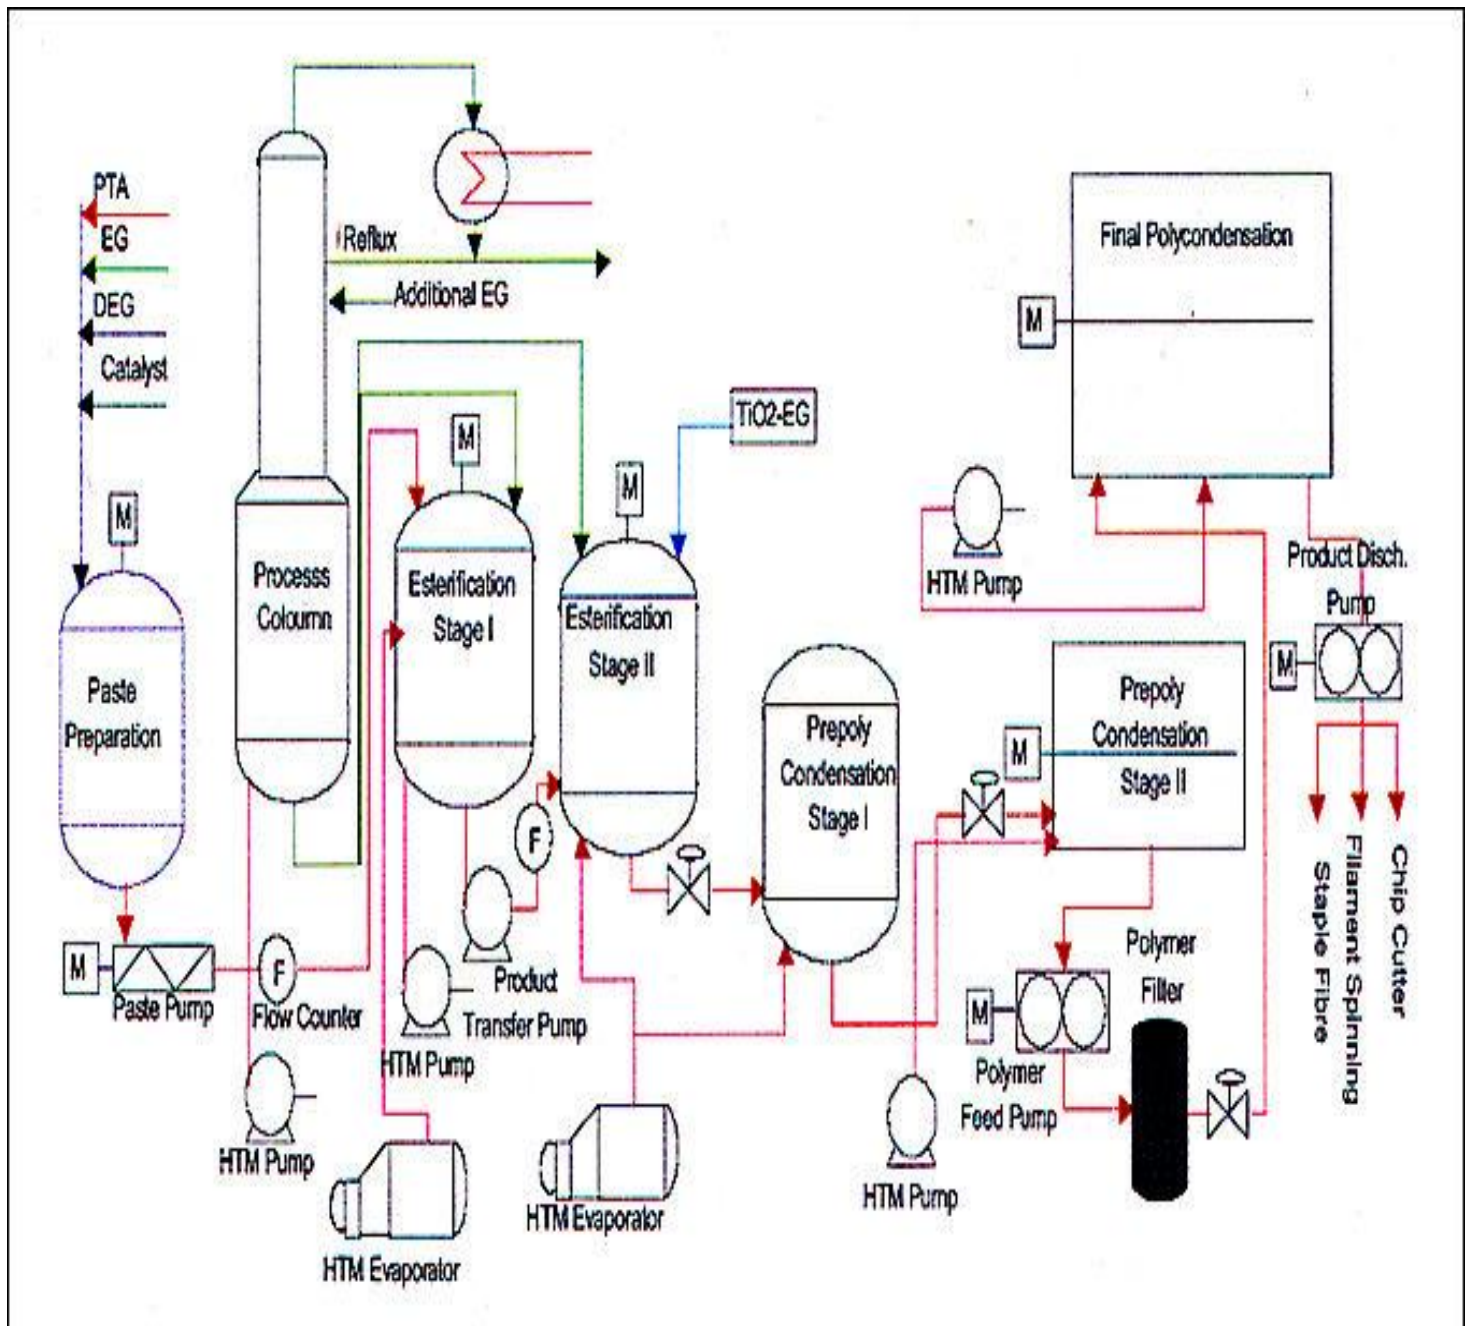 PTA
EG
DEG
Catalyst
Reflux
Additional EG
Final Polycondensation
M
TiO2-EG
M
M
M
HTM Pump
Product Disch.
Pump
M
Processs
Coloumn
Esterification
Stage I
Esterification
Stage II
Paste
Preparation
Prepoly
Condensation
Stage I
M
Prepoly
Condensation
Stage II
F
M
Paste Pump
F
Flow Counter
Product
Transfer Pump
HTM Pump
HTM Pump
HTM Evaporator
HTM Evaporator
M
Polymer
Feed Pump
Polymer
Filter
HTM Pump
Staple Fibre
Filament Spinning
Chip Cutter